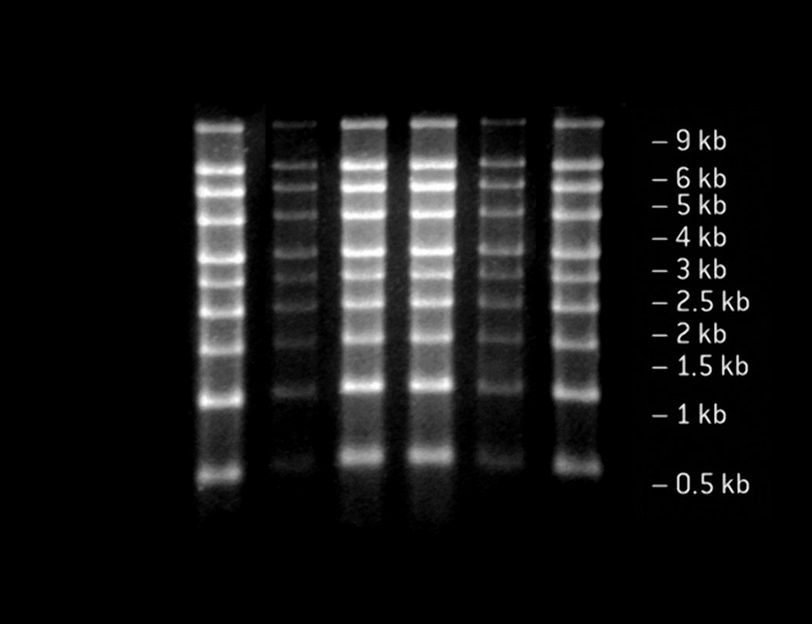 – 9 kb
– 6 kb
– 5 kb
– 4 kb
– 3 kb
– 2.5 kb
– 2 kb
– 1.5 kb
– 1 kb
– 0.5 kb